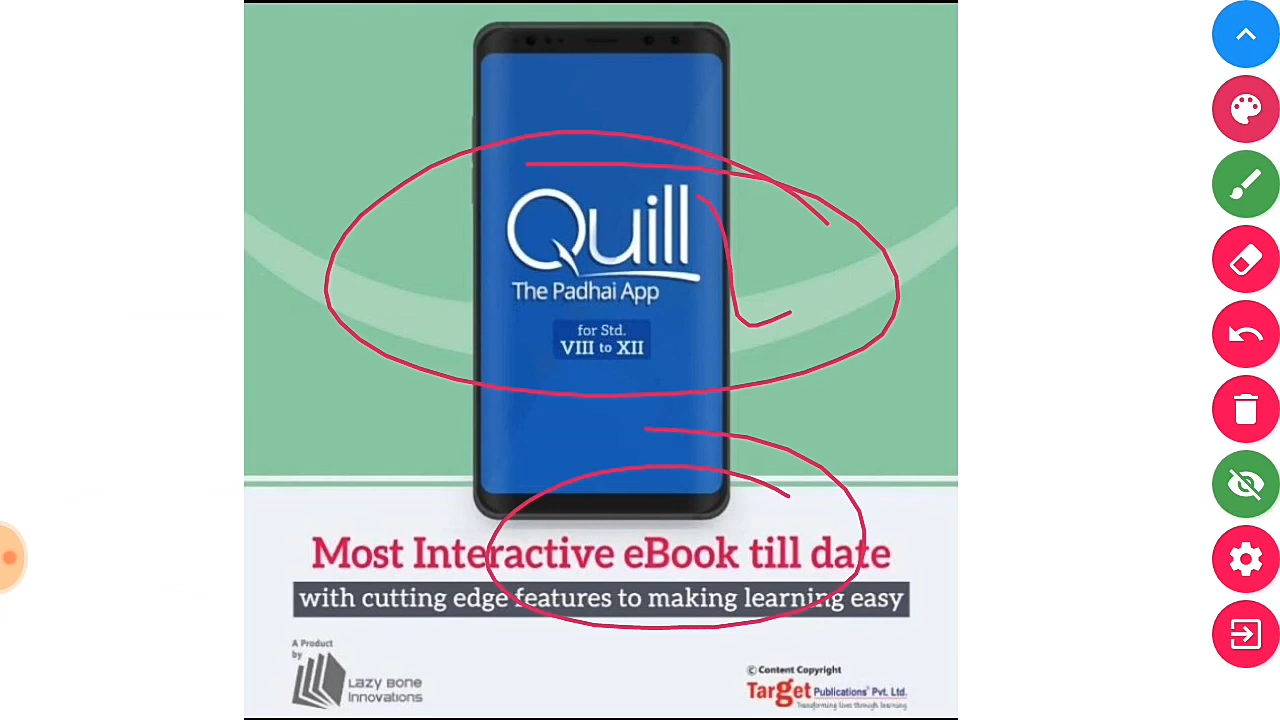 Quill
The Padhai App
for Std.
VIII to XII
Most Interactive eBook till date
with cutting edge features to making learning easy
A Product
by
Lazy Bone
Innovations
© Content Copyright
Target Publications® Pvt. Ltd.
Transforming lives through learning